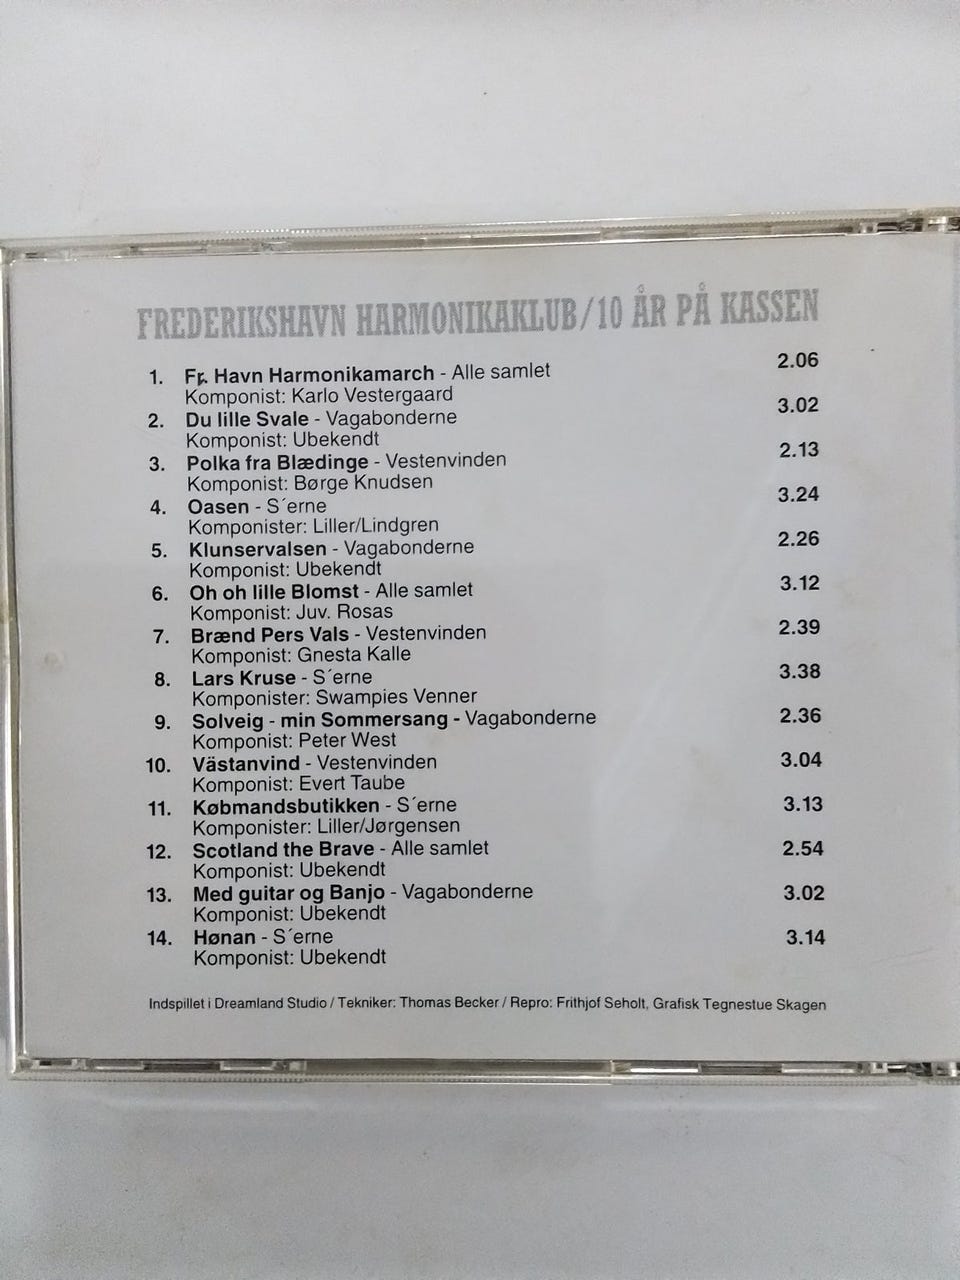 FREDERIKSHAVN HARMONIKAKLUB/10 ÅR PÅ KASSEN
1. Fr. Havn Harmonikamarch - Alle samlet 2.06
Komponist: Karlo Vestergaard
2. Du lille Svale - Vagabonderne 3.02
Komponist: Ubekendt
3. Polka fra Blædinge - Vestenvinden 2.13
Komponist: Børge Knudsen
4. Oasen - S´erne 3.24
Komponister: Liller/Lindgren
5. Klunservalsen - Vagabonderne 2.26
Komponist: Ubekendt
6. Oh oh lille Blomst - Alle samlet 3.12
Komponist: Juv. Rosas
7. Brænd Pers Vals - Vestenvinden 2.39
Komponist: Gnesta Kalle
8. Lars Kruse - S´erne 3.38
Komponister: Swampies Venner
9. Solveig - min Sommersang - Vagabonderne 2.36
Komponist: Peter West
10. Västanvind - Vestenvinden 3.04
Komponist: Evert Taube
11. Købmandsbutikken - S´erne 3.13
Komponister: Liller/Jørgensen
12. Scotland the Brave - Alle samlet 2.54
Komponist: Ubekendt
13. Med guitar og Banjo - Vagabonderne 3.02
Komponist: Ubekendt
14. Hønan - S´erne 3.14
Komponist: Ubekendt
Indspillet i Dreamland Studio / Tekniker: Thomas Becker / Repro: Frithjof Seholt, Grafisk Tegnestue Skagen